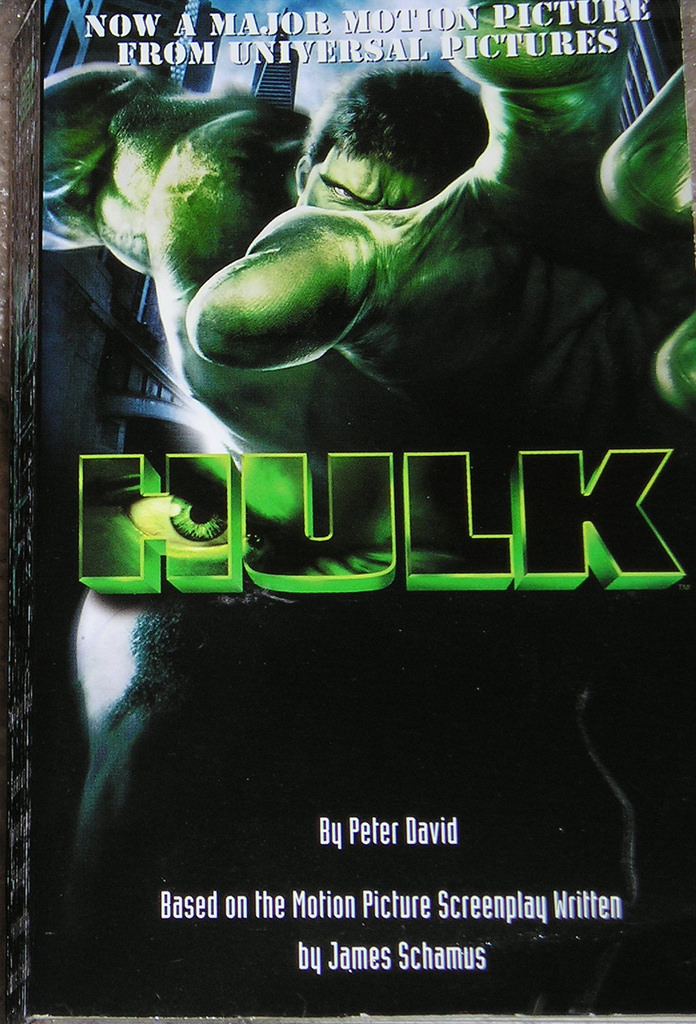 NOW A MAJOR MOTION PICTURE
FROM UNIVERSAL PICTURES
HULK
TM
By Peter David
Based on the Motion Picture Screenplay Written
by James Schamus